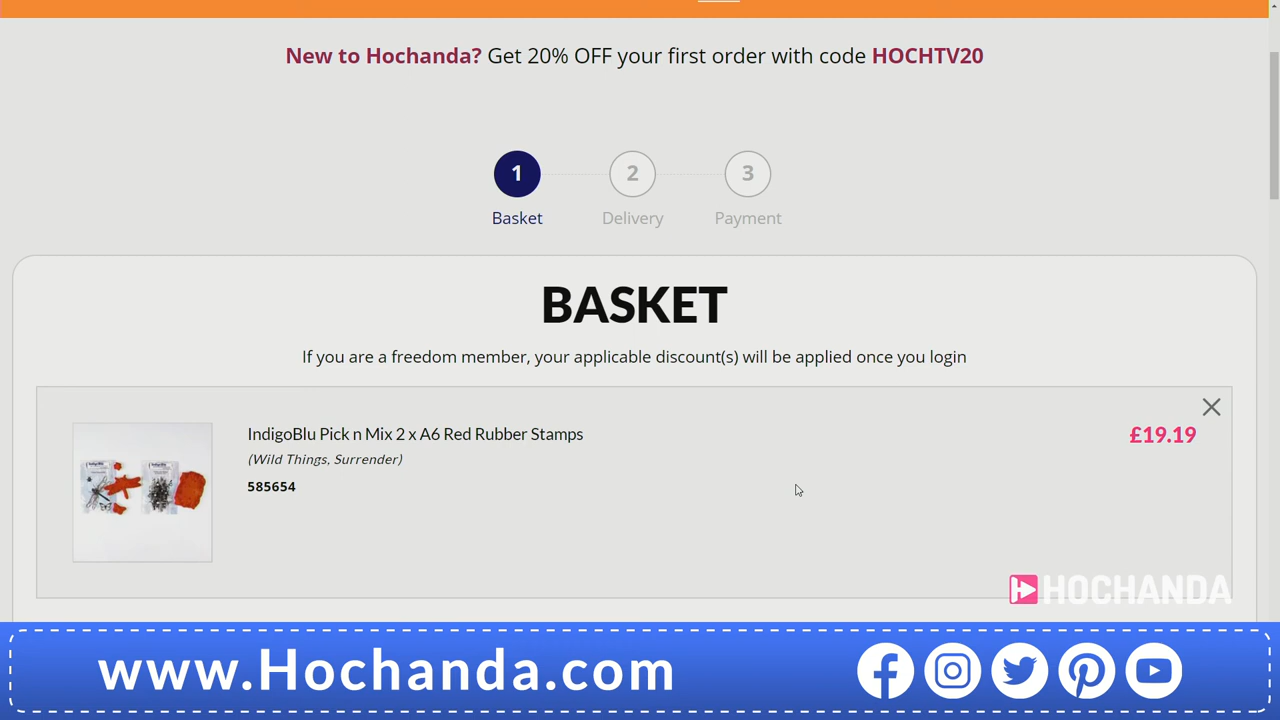 New to Hochanda? Get 20% OFF your first order with code HOCHTV20
1
2
3
Basket
Delivery
Payment
BASKET
If you are a freedom member, your applicable discount(s) will be applied once you login
IndigoBlu Pick n Mix 2 x A6 Red Rubber Stamps
£19.19
(Wild Things, Surrender)
585654
HOCHANDA
www.Hochanda.com